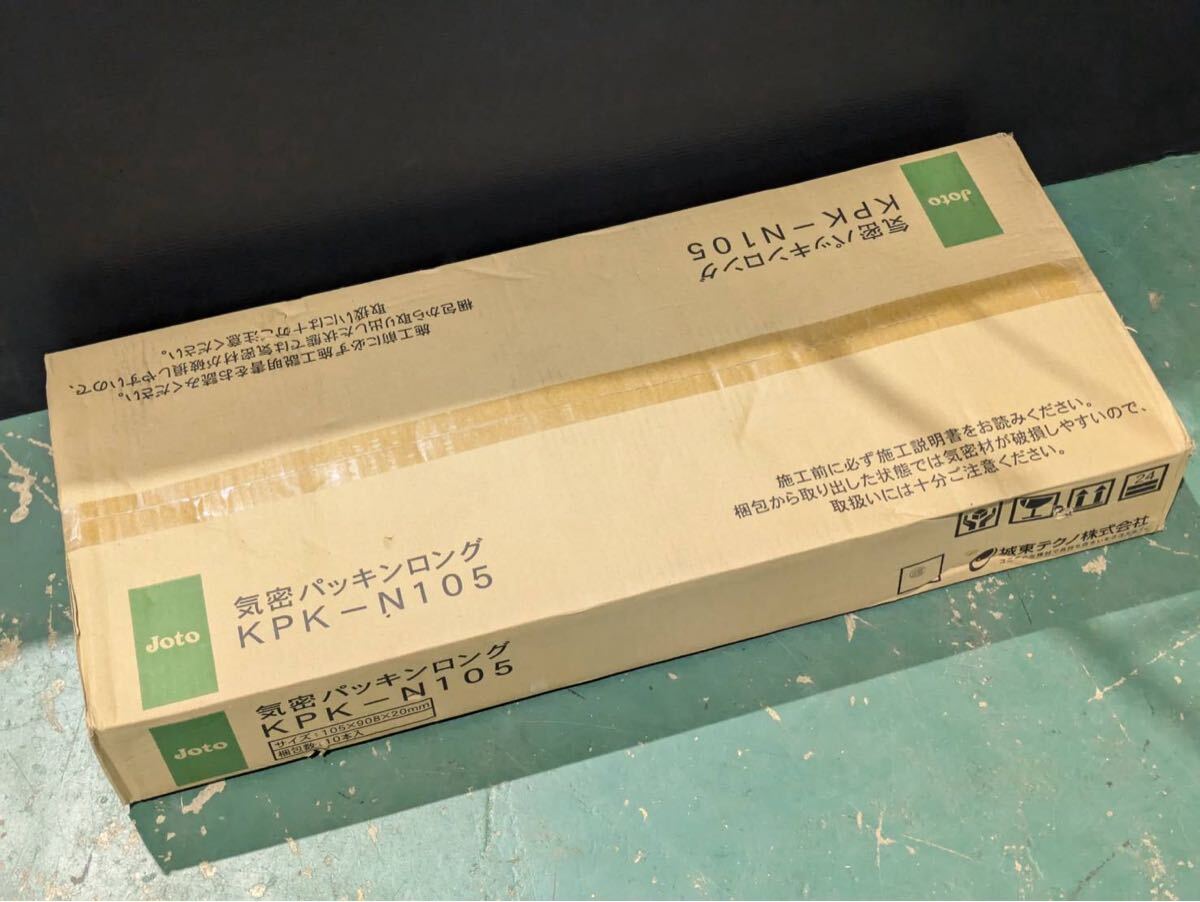 Joto
気密パッキンロング
KPK-N105
施工前に必ず施工説明書をお読みください。
梱包から取り出した状態では気密材が破損しやすいので、
取扱いには十分ご注意ください。
Joto
気密パッキンロング
KPK-N105
施工前に必ず施工説明書をお読みください。
梱包から取り出した状態では気密材が破損しやすいので、
取扱いには十分ご注意ください。
Joto
気密パッキンロング
KPK-N105
サイズ:105×908×20mm
梱包数:10本入
24
城東テクノ株式会社